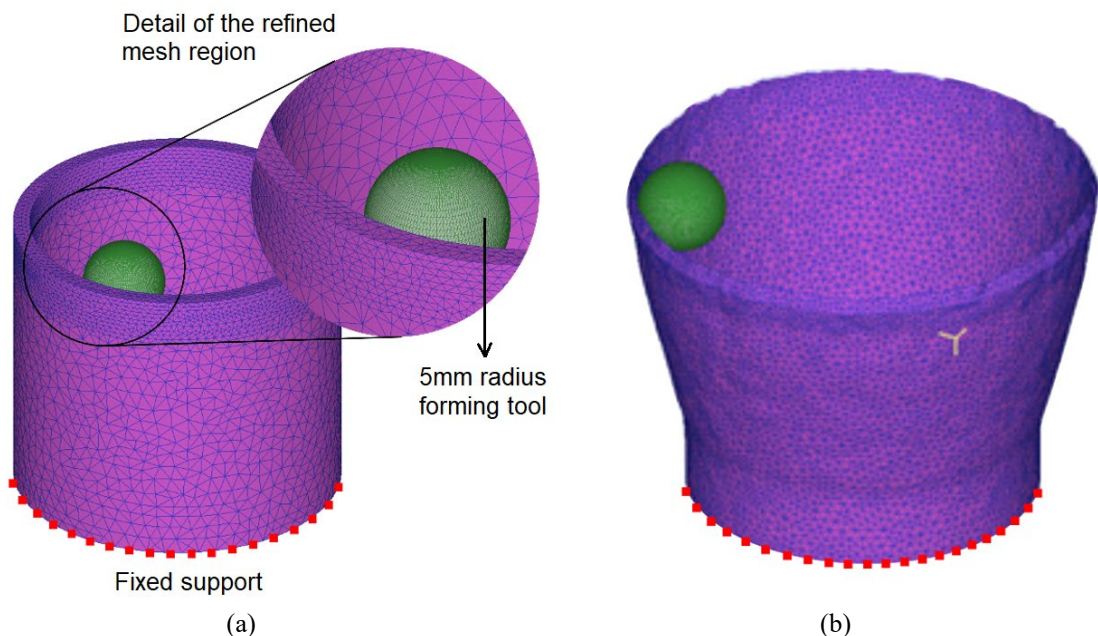 Detail of the refined
mesh region
5mm radius
forming tool
Fixed support
(a)
(b)